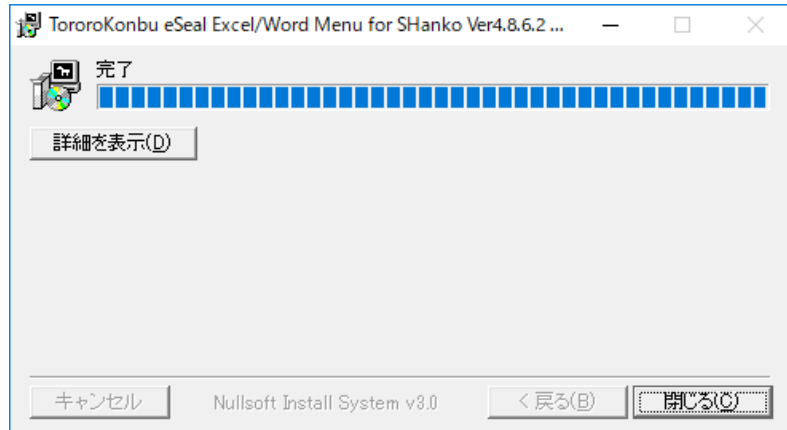 TororoKonbu eSeal Excel/Word Menu for SHanko Ver4.8.6.2 ...
完了
詳細を表示(D)
キャンセル
Nullsoft Install System v3.0
< 戻る(B)
閉じる(C)